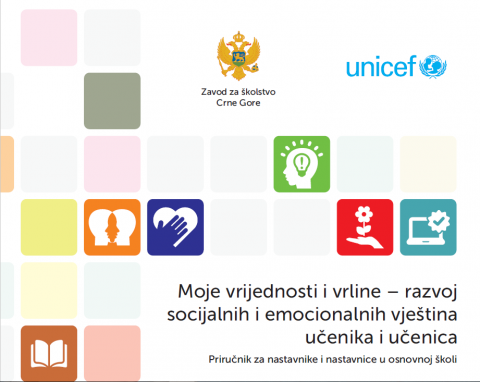 Zavod za školstvo
Crne Gore
unicef
Moje vrijednosti i vrline – razvoj
socijalnih i emocionalnih vještina
učenika i učenica
Priručnik za nastavnike i nastavnice u osnovnoj školi